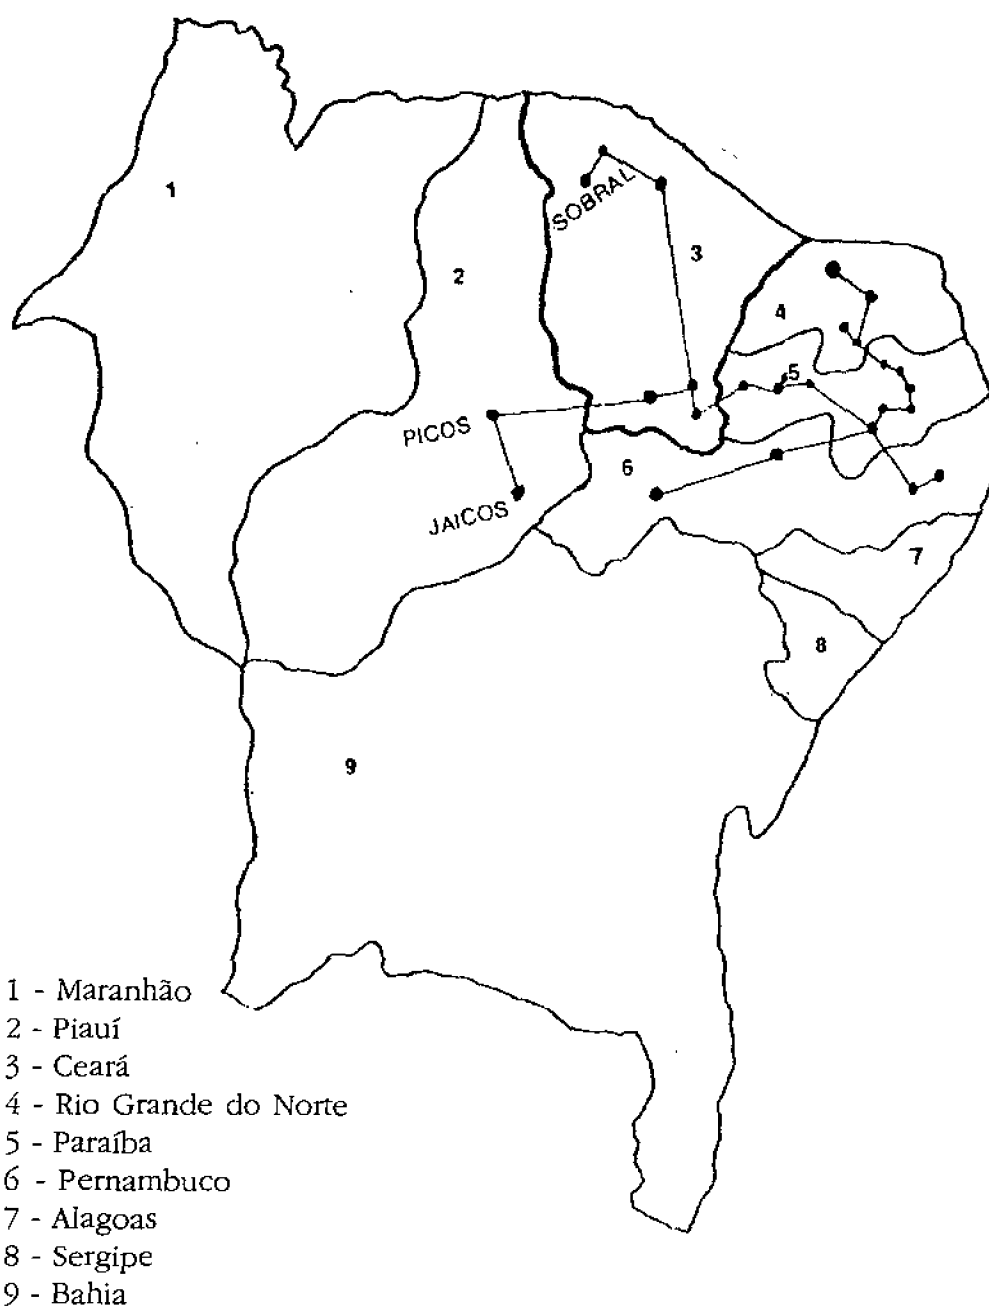 1
SOBRAL
3
2
4
5
PICOS
6
JAICOS
7
8
9
1 - Maranhão
2 - Piauí
3 - Ceará
4 - Rio Grande do Norte
5 - Paraíba
6 - Pernambuco
7 - Alagoas
8 - Sergipe
9 - Bahia